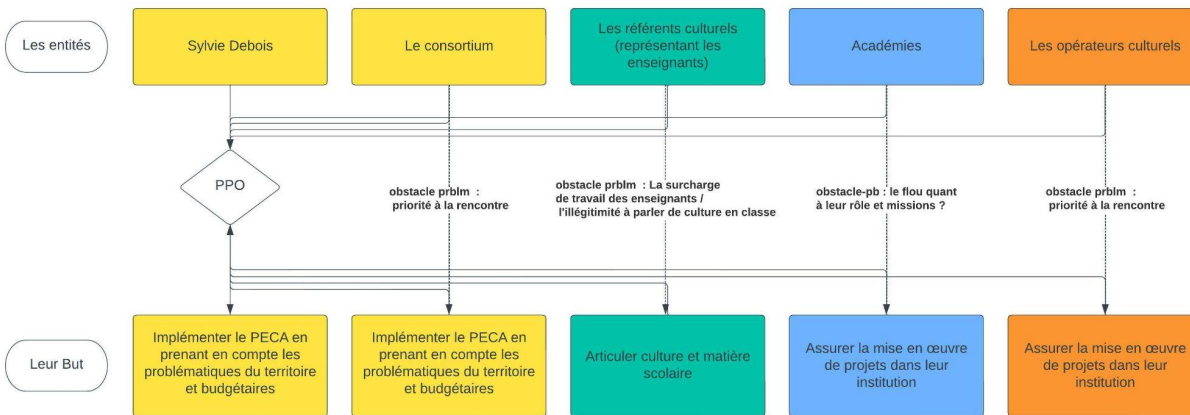 Les entités
Sylvie Debois
Le consortium
Les référents culturels
(représentant les
enseignants)
Académies
Les opérateurs culturels
PPO
obstacle prblm :
priorité à la rencontre
obstacle prblm : La surcharge
de travail des enseignants /
l'illégitimité à parler de culture en classe
obstacle-pb : le flou quant
à leur rôle et missions ?
obstacle prblm :
priorité à la rencontre
Leur But
Implémenter le PECA en
prenant en compte les
problématiques du territoire
et budgétaires
Implémenter le PECA en
prenant en compte les
problématiques du territoire
et budgétaires
Articuler culture et matière
scolaire
Assurer la mise en œuvre
de projets dans leur
institution
Assurer la mise en œuvre
de projets dans leur
institution